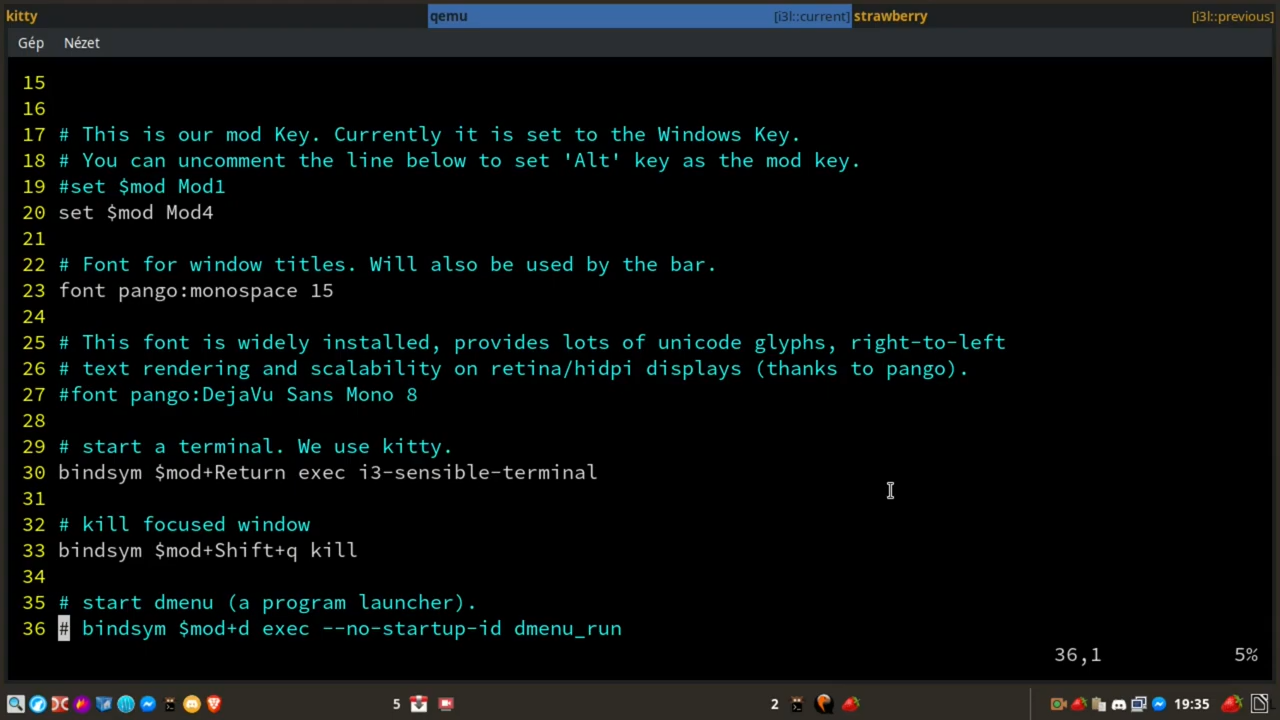 kitty
qemu [i3l::current]
strawberry [i3l::previous]
Gép Nézet
15
16
17 # This is our mod Key. Currently it is set to the Windows Key.
18 # You can uncomment the line below to set 'Alt' key as the mod key.
19 #set $mod Mod1
20 set $mod Mod4
21
22 # Font for window titles. Will also be used by the bar.
23 font pango:monospace 15
24
25 # This font is widely installed, provides lots of unicode glyphs, right-to-left
26 # text rendering and scalability on retina/hidpi displays (thanks to pango).
27 #font pango:DejaVu Sans Mono 8
28
29 # start a terminal. We use kitty.
30 bindsym $mod+Return exec i3-sensible-terminal
31
32 # kill focused window
33 bindsym $mod+Shift+q kill
34
35 # start dmenu (a program launcher).
36 # bindsym $mod+d exec --no-startup-id dmenu_run
36,1 5%
5 2 19:35